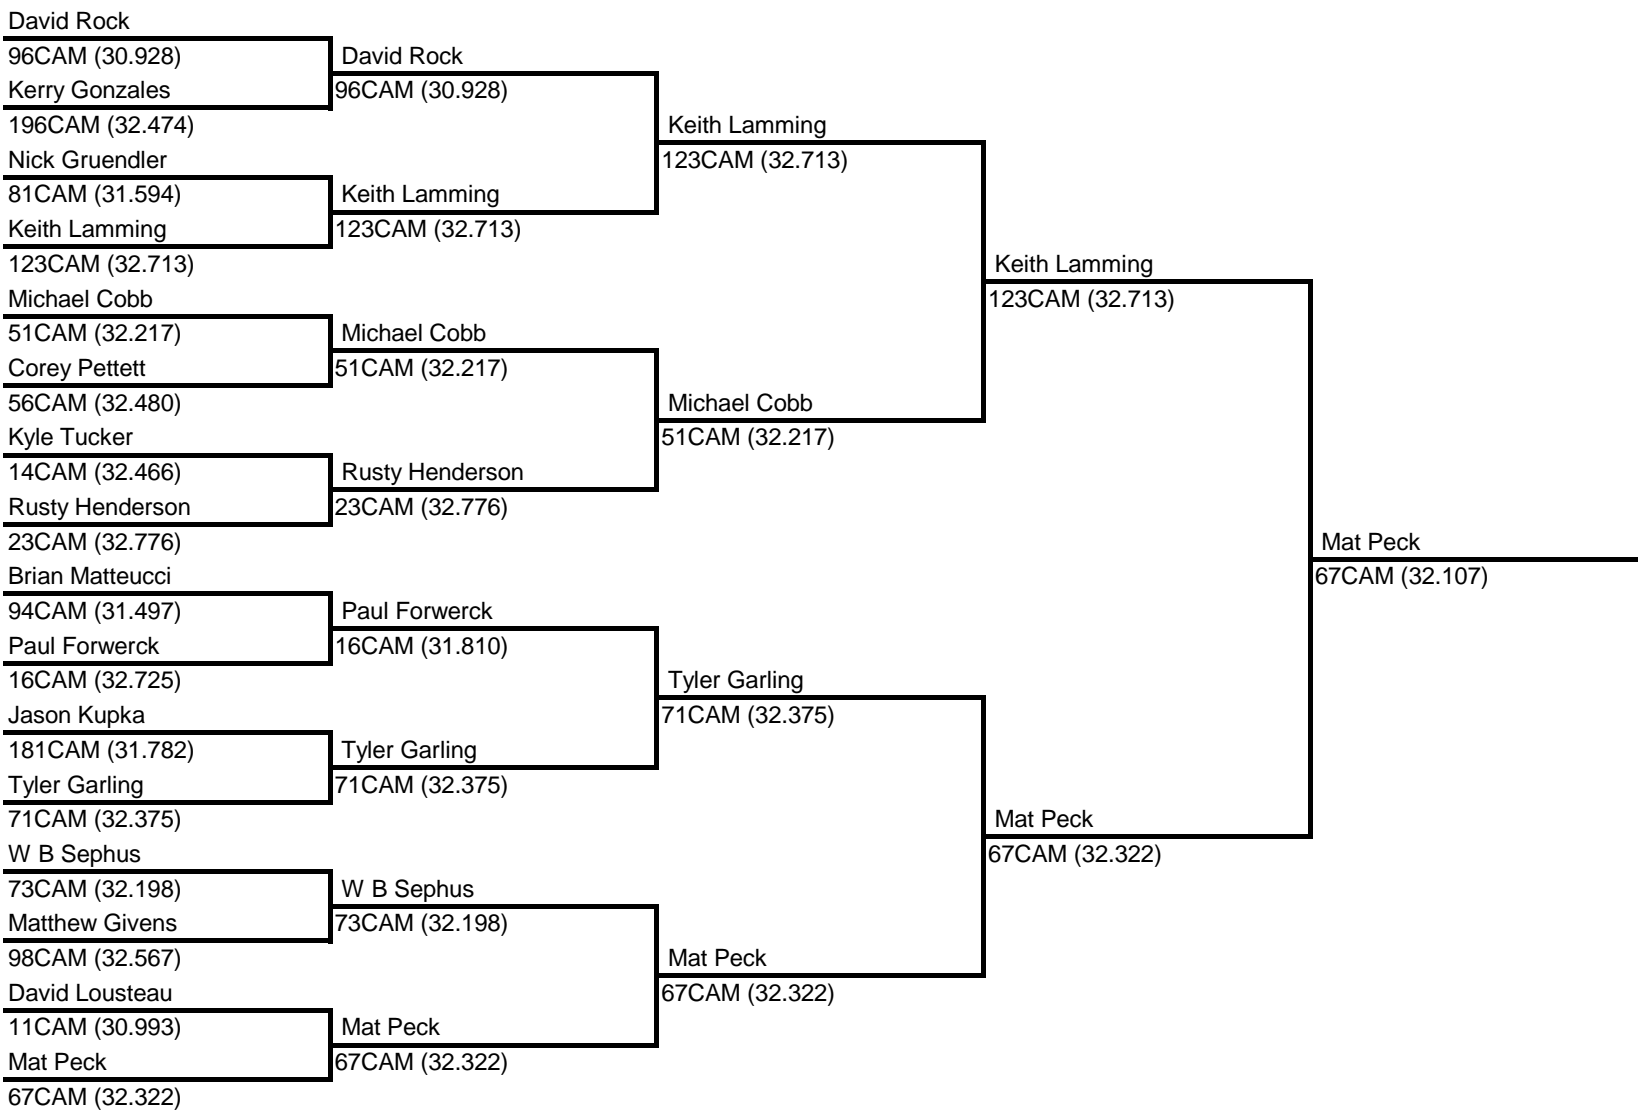 David Rock
96CAM (30.928)
Kerry Gonzales
196CAM (32.474)
Nick Gruendler
81CAM (31.594)
Keith Lamming
123CAM (32.713)
Michael Cobb
51CAM (32.217)
Corey Pettett
56CAM (32.480)
Kyle Tucker
14CAM (32.466)
Rusty Henderson
23CAM (32.776)
Brian Matteucci
94CAM (31.497)
Paul Forwerck
16CAM (32.725)
Jason Kupka
181CAM (31.782)
Tyler Garling
71CAM (32.375)
W B Sephus
73CAM (32.198)
Matthew Givens
98CAM (32.567)
David Lousteau
11CAM (30.993)
Mat Peck
67CAM (32.322)
David Rock
96CAM (30.928)
Keith Lamming
123CAM (32.713)
Michael Cobb
51CAM (32.217)
Rusty Henderson
23CAM (32.776)
Paul Forwerck
16CAM (31.810)
Tyler Garling
71CAM (32.375)
W B Sephus
73CAM (32.198)
Mat Peck
67CAM (32.322)
Keith Lamming
123CAM (32.713)
Michael Cobb
51CAM (32.217)
Tyler Garling
71CAM (32.375)
Mat Peck
67CAM (32.322)
Keith Lamming
123CAM (32.713)
Mat Peck
67CAM (32.322)
Mat Peck
67CAM (32.107)